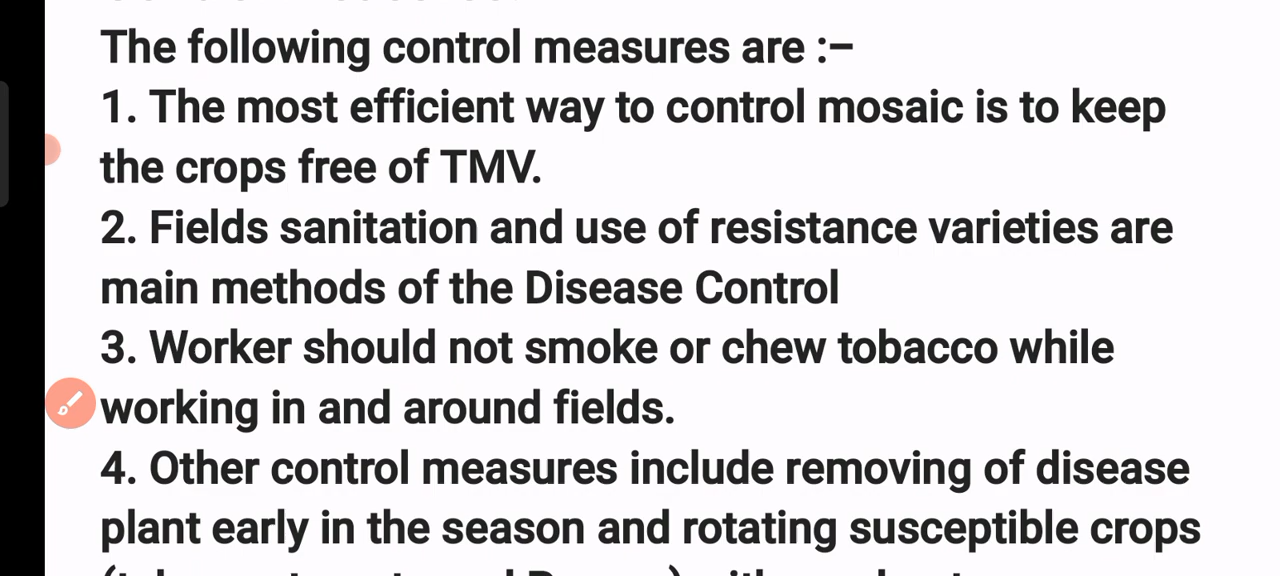 The following control measures are :–
1. The most efficient way to control mosaic is to keep
the crops free of TMV.
2. Fields sanitation and use of resistance varieties are
main methods of the Disease Control
3. Worker should not smoke or chew tobacco while
working in and around fields.
4. Other control measures include removing of disease
plant early in the season and rotating susceptible crops